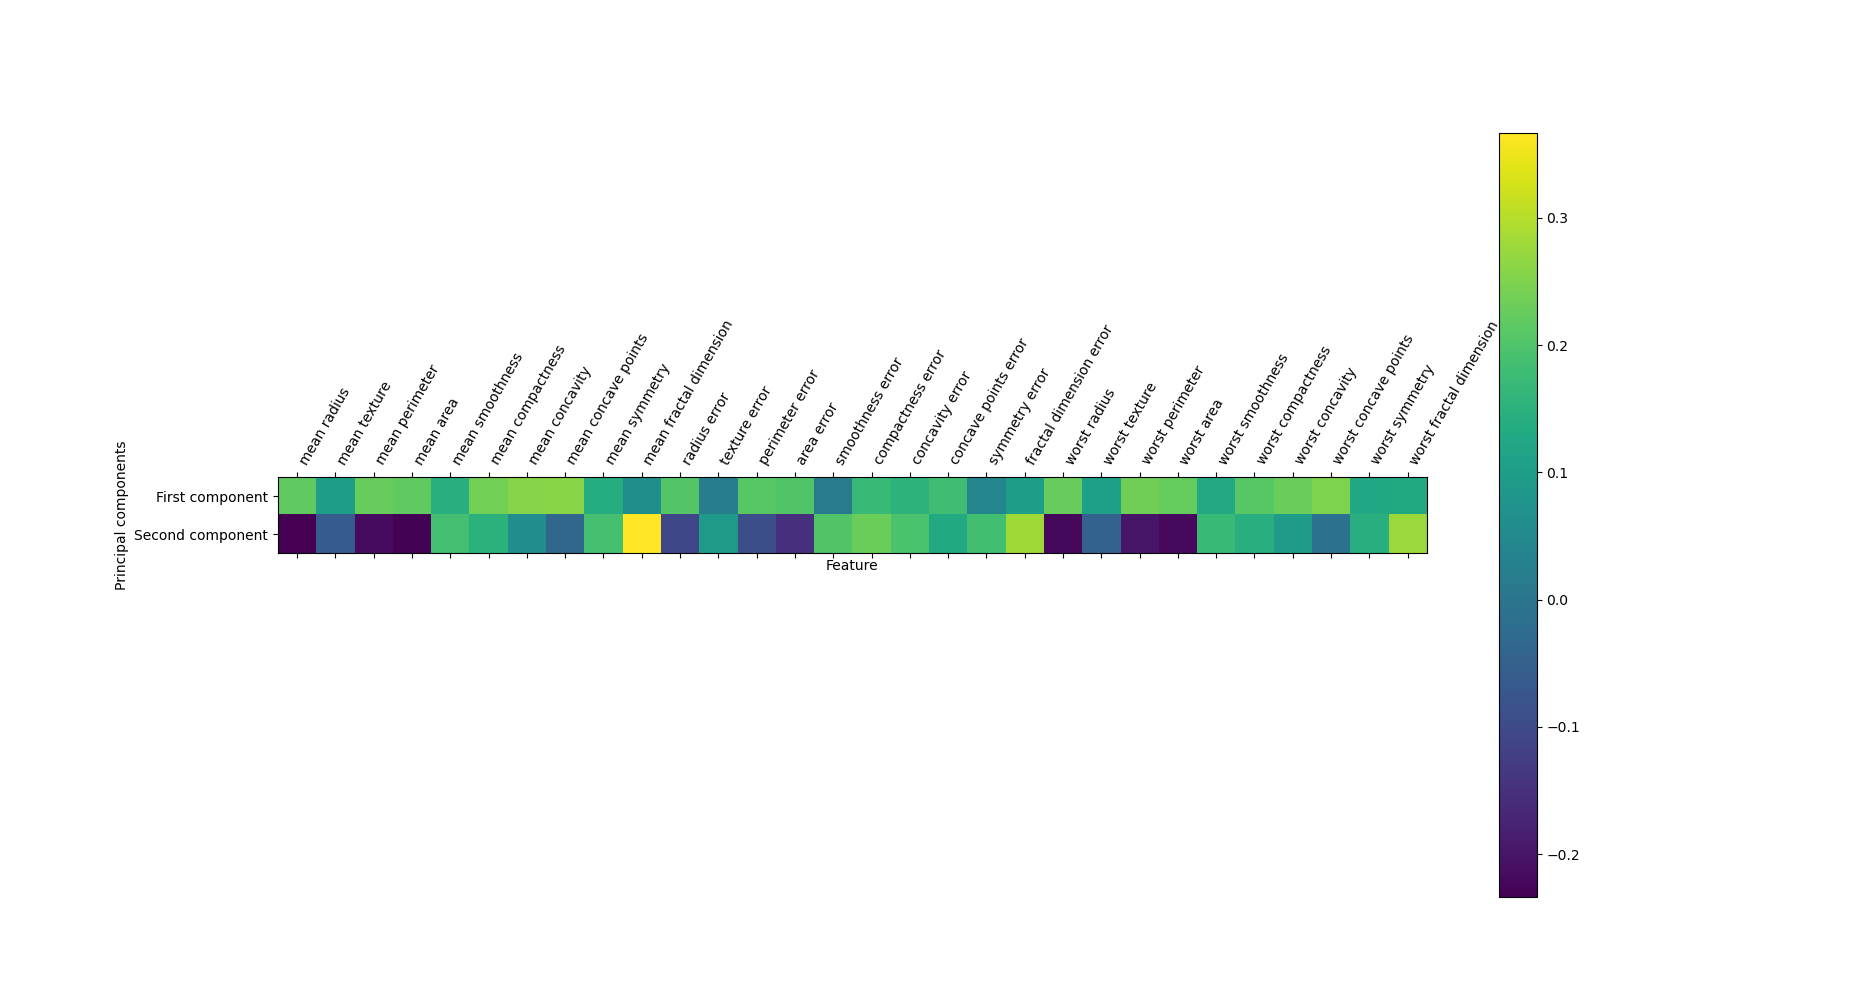 mean radius
mean texture
mean perimeter
mean area
mean smoothness
mean compactness
mean concavity
mean concave points
mean symmetry
mean fractal dimension
radius error
texture error
perimeter error
area error
smoothness error
compactness error
concavity error
concave points error
symmetry error
fractal dimension error
worst radius
worst texture
worst perimeter
worst area
worst smoothness
worst compactness
worst concavity
worst concave points
worst symmetry
worst fractal dimension
Principal components
First component
Second component
Feature
0.3
0.2
0.1
0.0
−0.1
−0.2